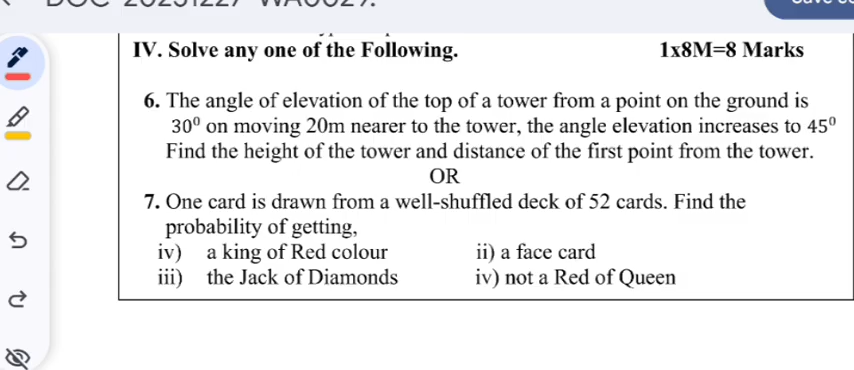 IV. Solve any one of the Following. 1x8M=8 Marks
6. The angle of elevation of the top of a tower from a point on the ground is
30⁰ on moving 20m nearer to the tower, the angle elevation increases to 45⁰
Find the height of the tower and distance of the first point from the tower.
OR
7. One card is drawn from a well-shuffled deck of 52 cards. Find the
probability of getting,
iv) a king of Red colour ii) a face card
iii) the Jack of Diamonds iv) not a Red of Queen